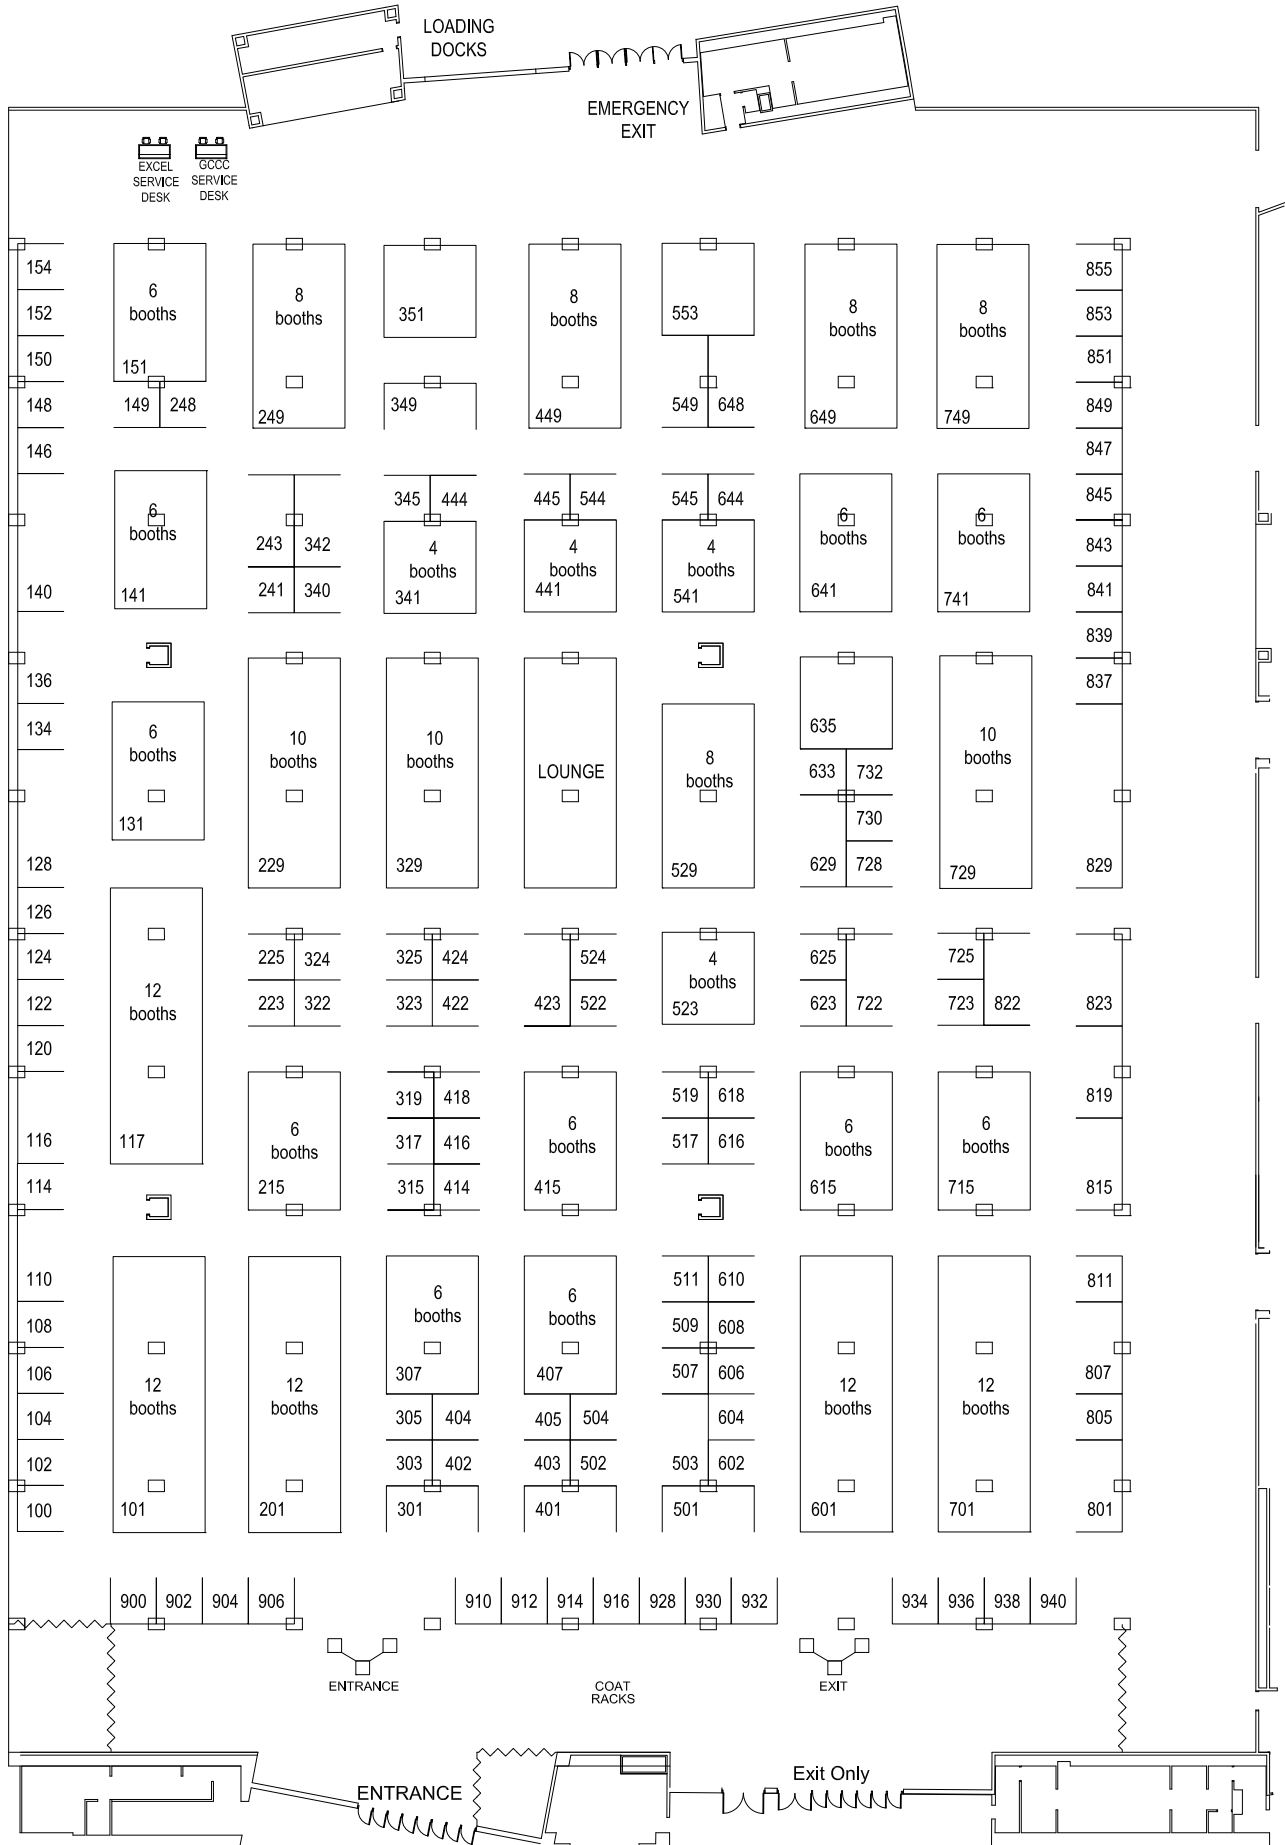 LOADING
DOCKS
EMERGENCY
EXIT
EXCEL
SERVICE
DESK
GCCC
SERVICE
DESK
154
6
booths
8
booths
8
booths
8
booths
8
booths
855
152
351
553
853
150
151
851
148
149 248
249
349
449
549 648
649
749
849
146
847
6
booths
345 444
445 544
545 644
6
booths
6
booths
845
243 342
4
booths
4
booths
4
booths
843
140
141
241 340
341
441
541
641
741
841
839
136
837
134
6
booths
10
booths
10
booths
LOUNGE
8
booths
635
10
booths
633 732
131
730
128
229
329
529
629 728
729
829
126
124
225 324
325 424
524
4
booths
625
725
122
12
booths
223 322
323 422
423 522
523
623 722
723 822
823
120
319 418
519 618
819
116
117
6
booths
317 416
6
booths
517 616
6
booths
6
booths
114
215
315 414
415
615
715
815
110
6
booths
6
booths
511 610
811
108
509 608
106
12
booths
12
booths
307
407
507 606
12
booths
12
booths
807
104
305 404
405 504
604
805
102
303 402
403 502
503 602
100
101
201
301
401
501
601
701
801
900 902 904 906
910 912 914 916 928 930 932
934 936 938 940
ENTRANCE
COAT
RACKS
EXIT
ENTRANCE
Exit Only